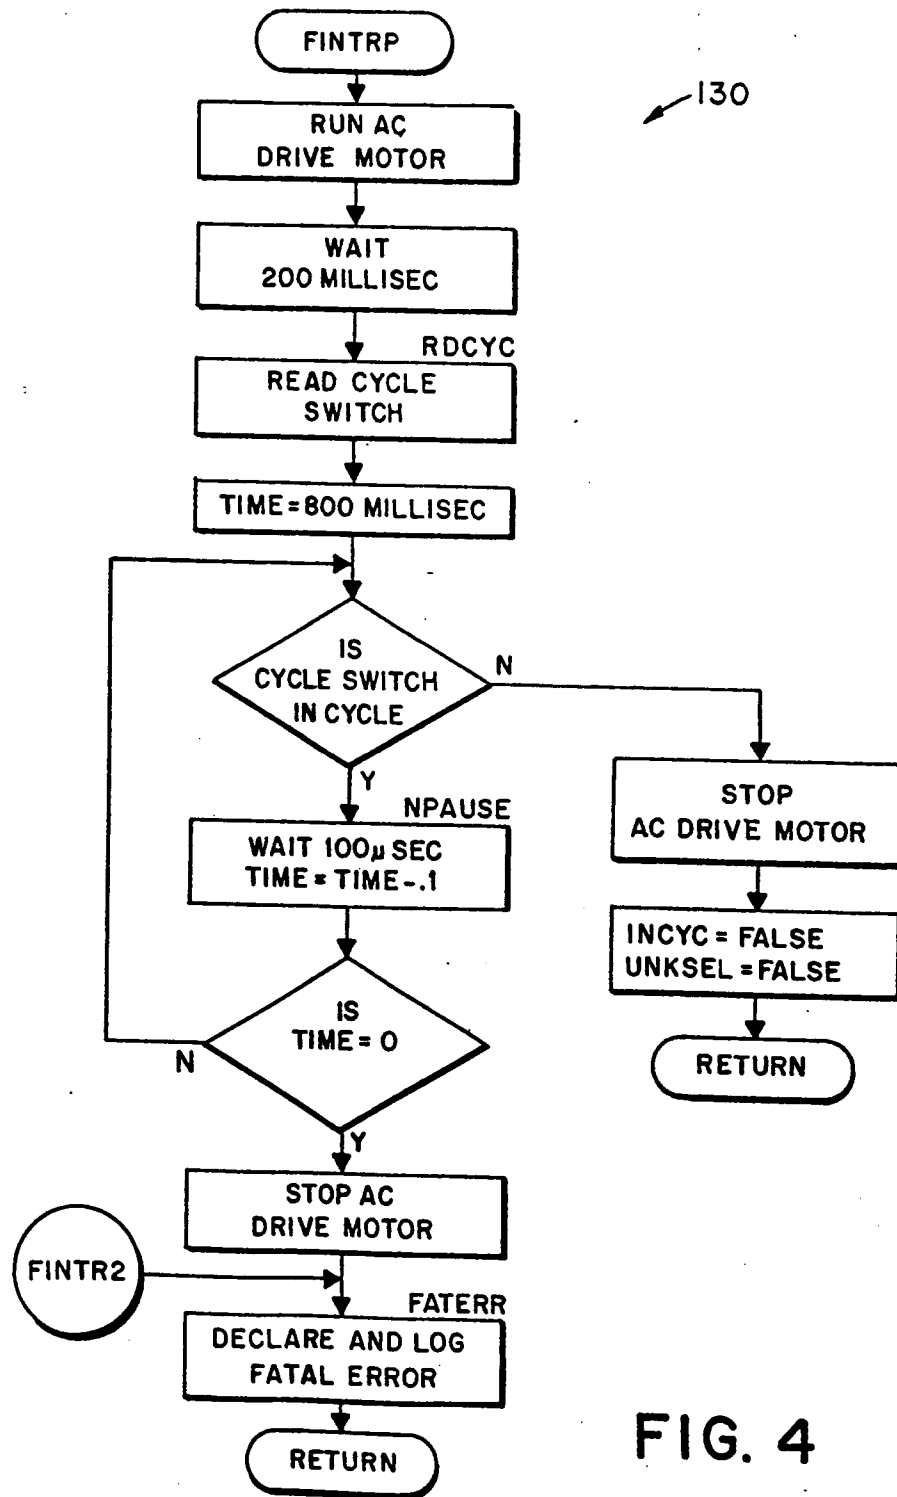 FINTRP
130
RUN AC
DRIVE MOTOR
WAIT
200 MILLISEC
RDCYC
READ CYCLE
SWITCH
TIME=800 MILLISEC
IS
CYCLE SWITCH
IN CYCLE
N
Y
STOP
AC DRIVE MOTOR
NPAUSE
WAIT 100μ SEC
TIME = TIME-.1
INCYC = FALSE
UNKSEL = FALSE
IS
TIME = 0
N
Y
RETURN
STOP AC
DRIVE MOTOR
FINTR2
FATERR
DECLARE AND LOG
FATAL ERROR
RETURN
FIG. 4